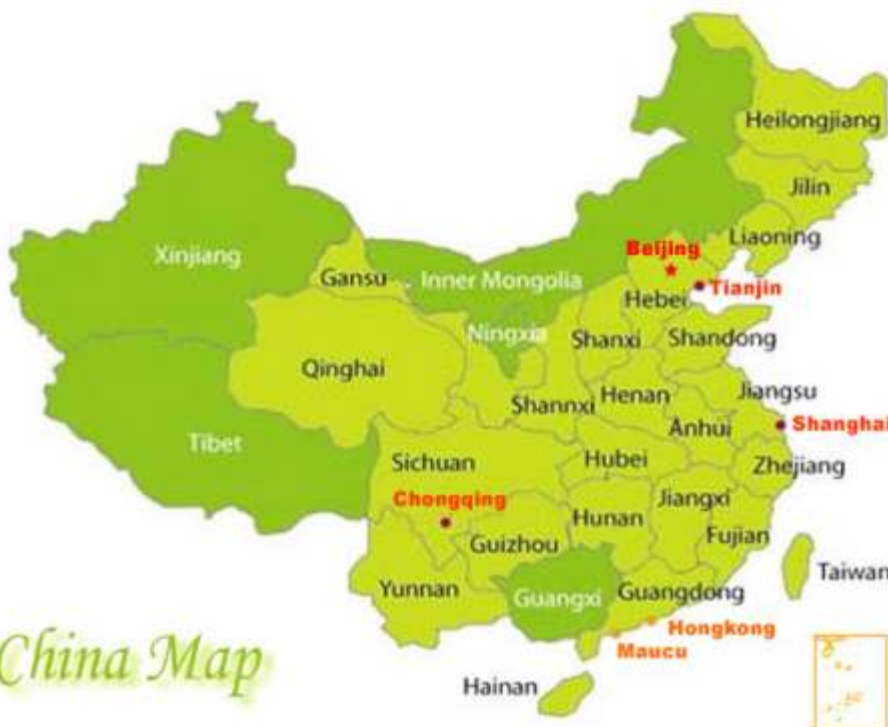 Heilongjiang
Jilin
Liaoning
Beijing
Xinjiang
Gansu
Inner Mongolia
Tianjin
Hebei
Ningxia
Shanxi
Shandong
Qinghai
Shannxi
Henan
Jiangsu
Anhui
Shanghai
Tibet
Sichuan
Hubei
Zhejiang
Chongqing
Jiangxi
Hunan
Guizhou
Fujian
Taiwan
Yunnan
Guangxi
Guangdong
Hongkong
Maucu
China Map
Hainan